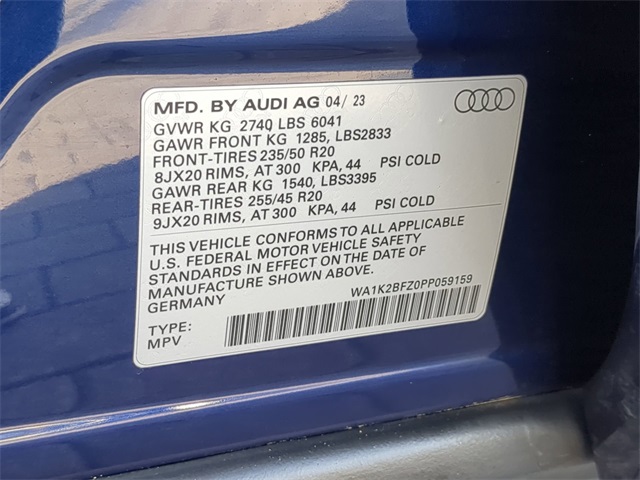 MFD. BY AUDI AG 04/ 23
GVWR KG 2740 LBS 6041
GAWR FRONT KG 1285, LBS2833
FRONT-TIRES 235/50 R20
8JX20 RIMS, AT 300 KPA, 44 PSI COLD
GAWR REAR KG 1540, LBS3395
REAR-TIRES 255/45 R20
9JX20 RIMS, AT 300 KPA, 44 PSI COLD
THIS VEHICLE CONFORMS TO ALL APPLICABLE
U.S. FEDERAL MOTOR VEHICLE SAFETY
STANDARDS IN EFFECT ON THE DATE OF
MANUFACTURE SHOWN ABOVE.
GERMANY
WA1K2BFZ0PP059159
TYPE:
MPV